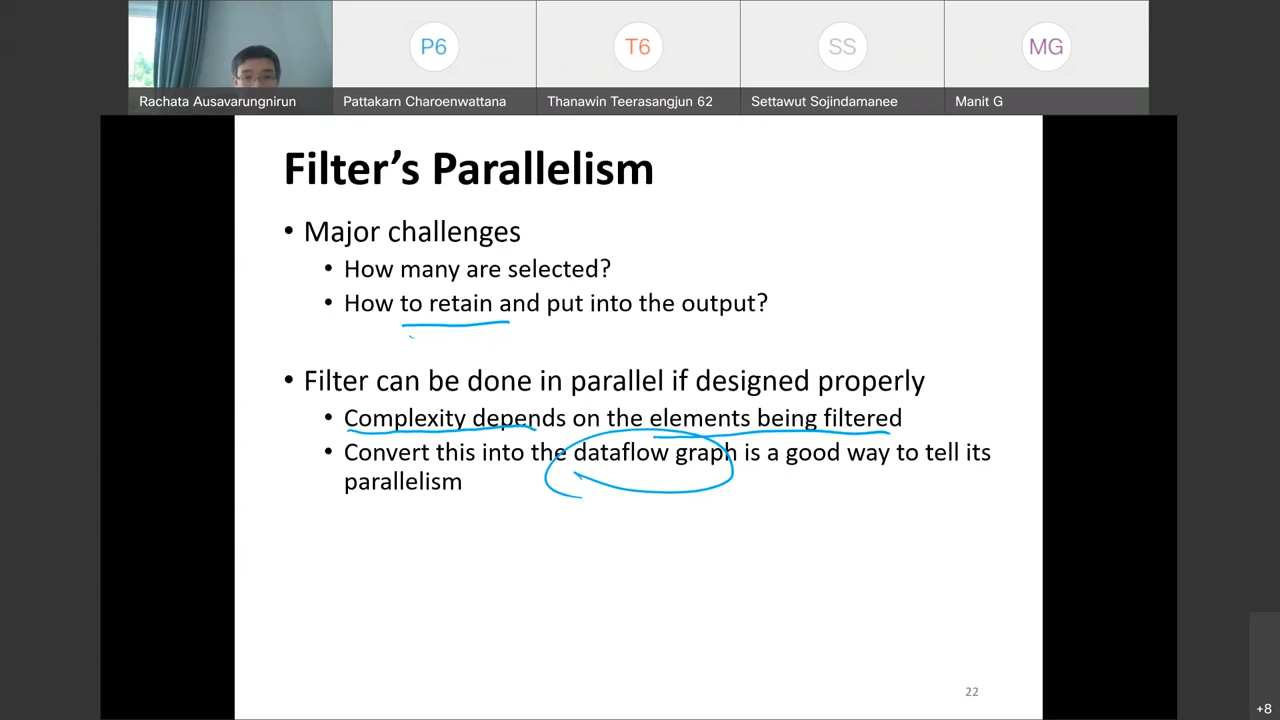 P6
T6
SS
MG
Rachata Ausavarungnirun
Pattakarn Charoenwattana
Thanawin Teerasangjun 62
Settawut Sojindamanee
Manit G
Filter's Parallelism
• Major challenges
• How many are selected?
• How to retain and put into the output?
• Filter can be done in parallel if designed properly
• Complexity depends on the elements being filtered
• Convert this into the dataflow graph is a good way to tell its
parallelism
22
+8